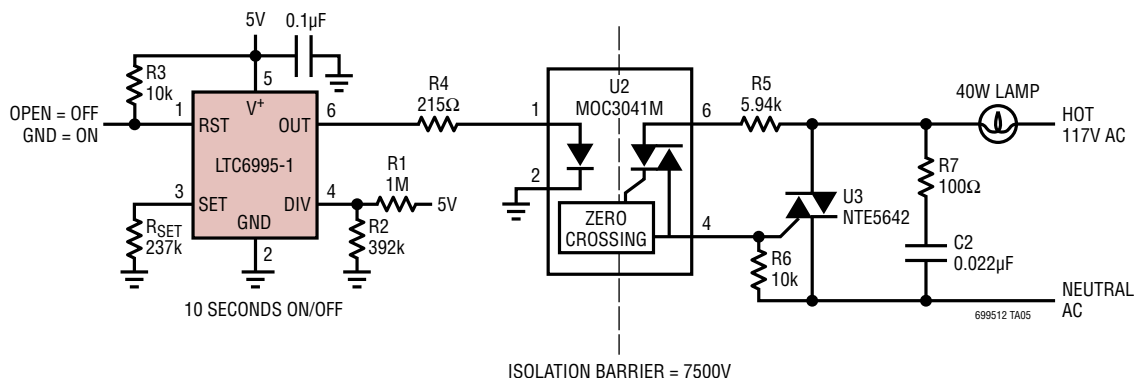 5V
0.1µF
R3
10k
OPEN = OFF
GND = ON
1
5
V+
RST
OUT
6
LTC6995-1
3
SET
DIV
4
GND
2
RSET
237k
R1
1M
5V
R2
392k
10 SECONDS ON/OFF
R4
215Ω
U2
MOC3041M
1
2
6
4
ZERO
CROSSING
R5
5.94k
R6
10k
U3
NTE5642
40W LAMP
HOT
117V AC
R7
100Ω
C2
0.022µF
NEUTRAL
AC
699512 TA05
ISOLATION BARRIER = 7500V